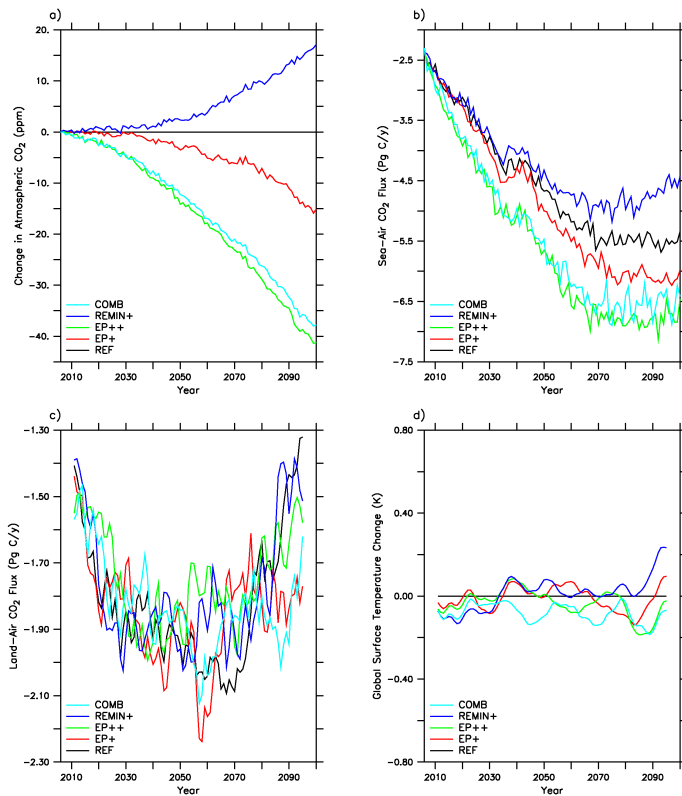 a)
20.
10.
0.
-10.
-20.
-30.
-40.
Change in Atmospheric CO2 (ppm)
COMB
REMIN+
EP++
EP+
REF
2010 2030 2050 2070 2090
Year
b)
-2.5
-3.5
-4.5
-5.5
-6.5
-7.5
Sea-Air CO2 Flux (Pg C/y)
COMB
REMIN+
EP++
EP+
REF
2010 2030 2050 2070 2090
Year
c)
-1.30
-1.50
-1.70
-1.90
-2.10
-2.30
Land-Air CO2 Flux (Pg C/y)
COMB
REMIN+
EP++
EP+
REF
2010 2030 2050 2070 2090
Year
d)
0.80
0.40
0.00
-0.40
-0.80
Global Surface Temperature Change (K)
COMB
REMIN+
EP++
EP+
REF
2010 2030 2050 2070 2090
Year